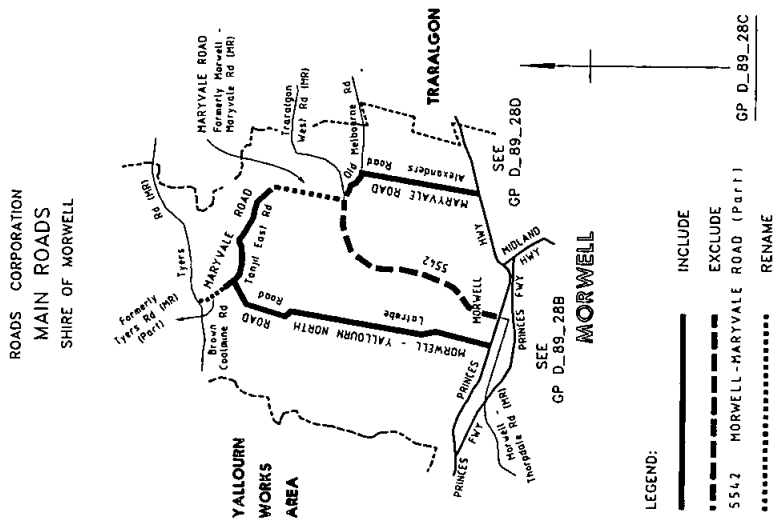 ROADS CORPORATION
MAIN ROADS
SHIRE OF MORWELL
Rd (MR)
Tyers
Formerly
Tyers Rd (MR)
(Part)
Brown
Coalmine Rd
MARYVALE ROAD
Tanjil East Rd
MARYVALE ROAD
Formerly Morwell -
Maryvale Rd (MR)
Traralgon
West Rd (MR)
Old Melbourne Rd
TRARALGON
YALLOURN
WORKS
AREA
MORWELL - YALLOURN NORTH ROAD
Latrobe Road
5542
MARYVALE ROAD
Alexanders Road
SEE
GP D_89_28D
PRINCES FWY
PRINCES HWY
MORWELL
PRINCES FWY
MIDLAND
HWY
Morwell -
Thorpdale Rd (MR)
SEE
GP D_89_28B
MORWELL
LEGEND:
INCLUDE
EXCLUDE
5542 MORWELL-MARYVALE ROAD (Part)
RENAME
GP D_89_28C